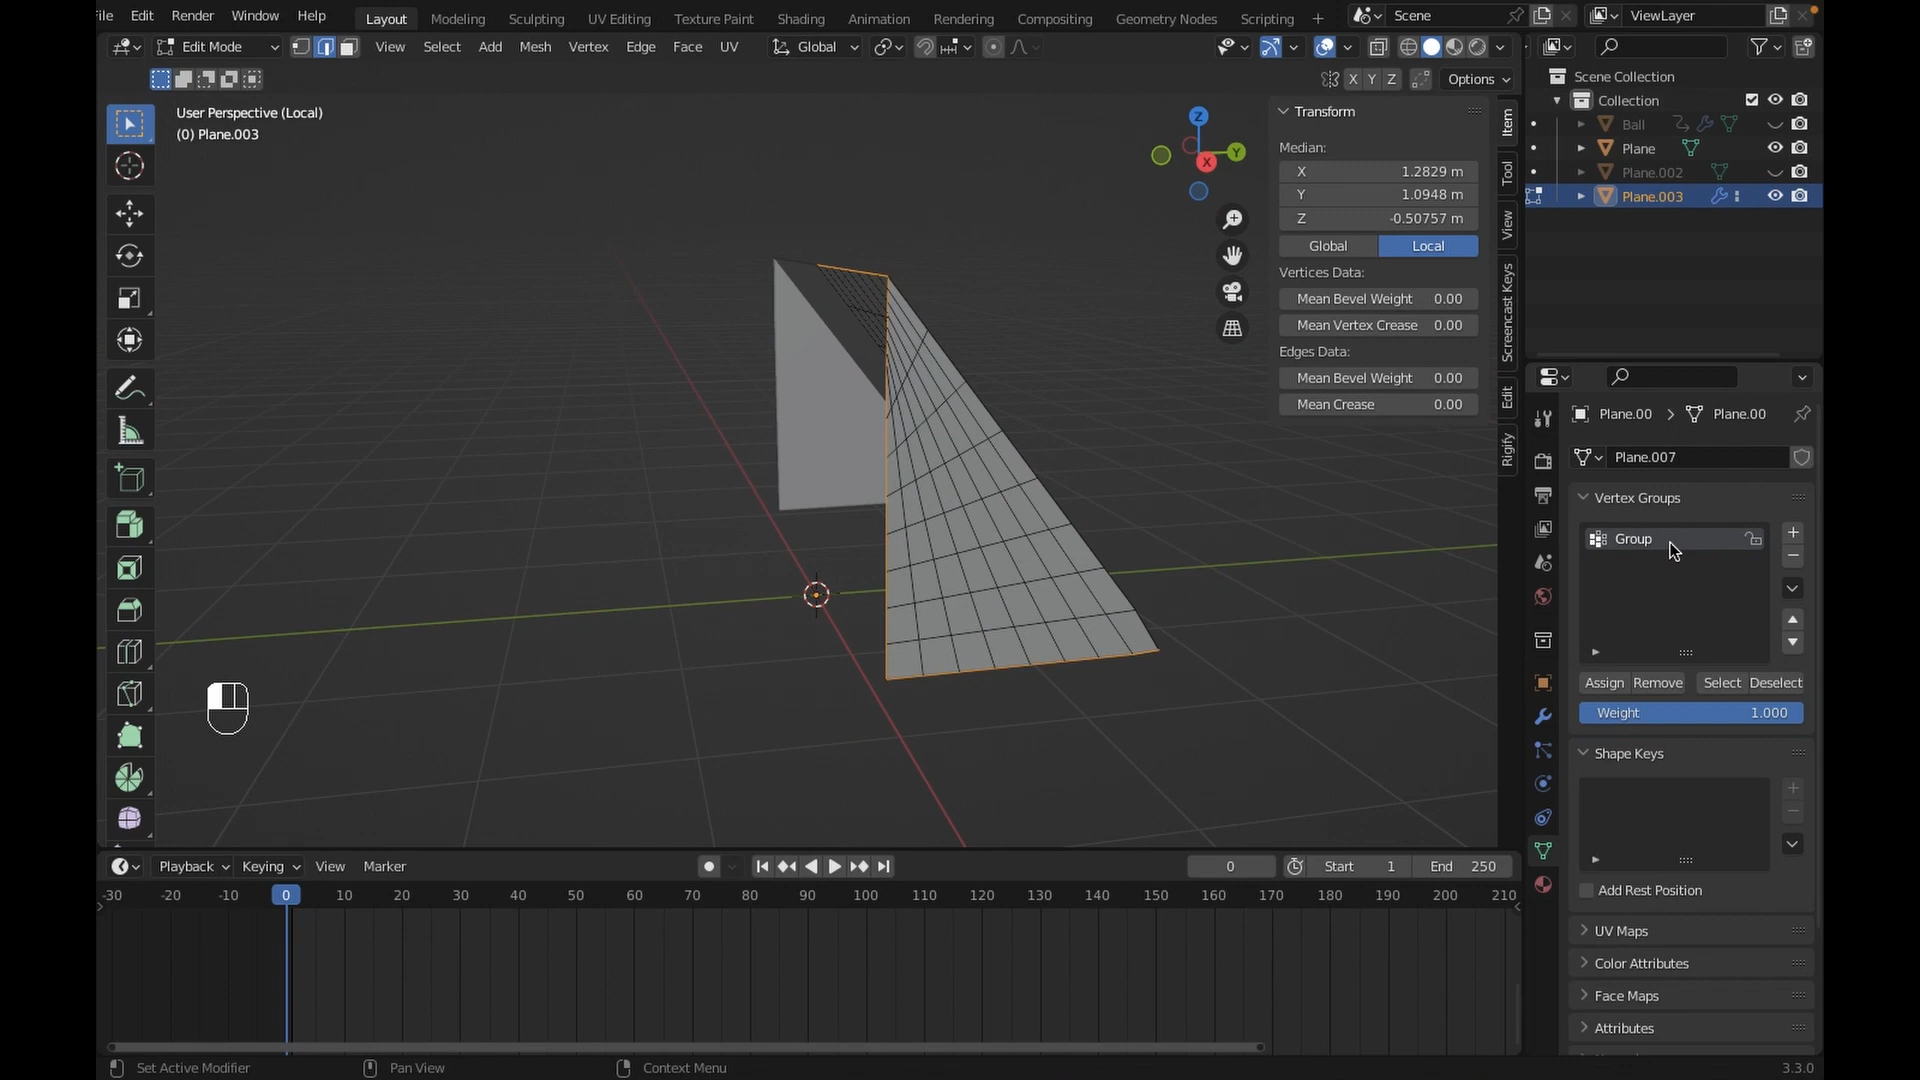 File Edit Render Window Help Layout Modeling Sculpting UV Editing Texture Paint Shading Animation Rendering Compositing Geometry Nodes Scripting + Scene ViewLayer
Edit Mode View Select Add Mesh Vertex Edge Face UV Global
X Y Z Options
User Perspective (Local)
(0) Plane.003
Z
Y
X
Transform
Median:
X 1.2829 m
Y 1.0948 m
Z -0.50757 m
Global Local
Vertices Data:
Mean Bevel Weight 0.00
Mean Vertex Crease 0.00
Edges Data:
Mean Bevel Weight 0.00
Mean Crease 0.00
Item
Tool
View
Screencast Keys
Edit
Rigify
Scene Collection
Collection
Ball
Plane
Plane.002
Plane.003
Plane.00 > Plane.00
Plane.007
Vertex Groups
Group
Assign Remove Select Deselect
Weight 1.000
Shape Keys
Add Rest Position
UV Maps
Color Attributes
Face Maps
Attributes
Playback Keying View Marker 0 Start 1 End 250
-30 -20 -10 0 10 20 30 40 50 60 70 80 90 100 110 120 130 140 150 160 170 180 190 200 210
Set Active Modifier Pan View Context Menu 3.3.0